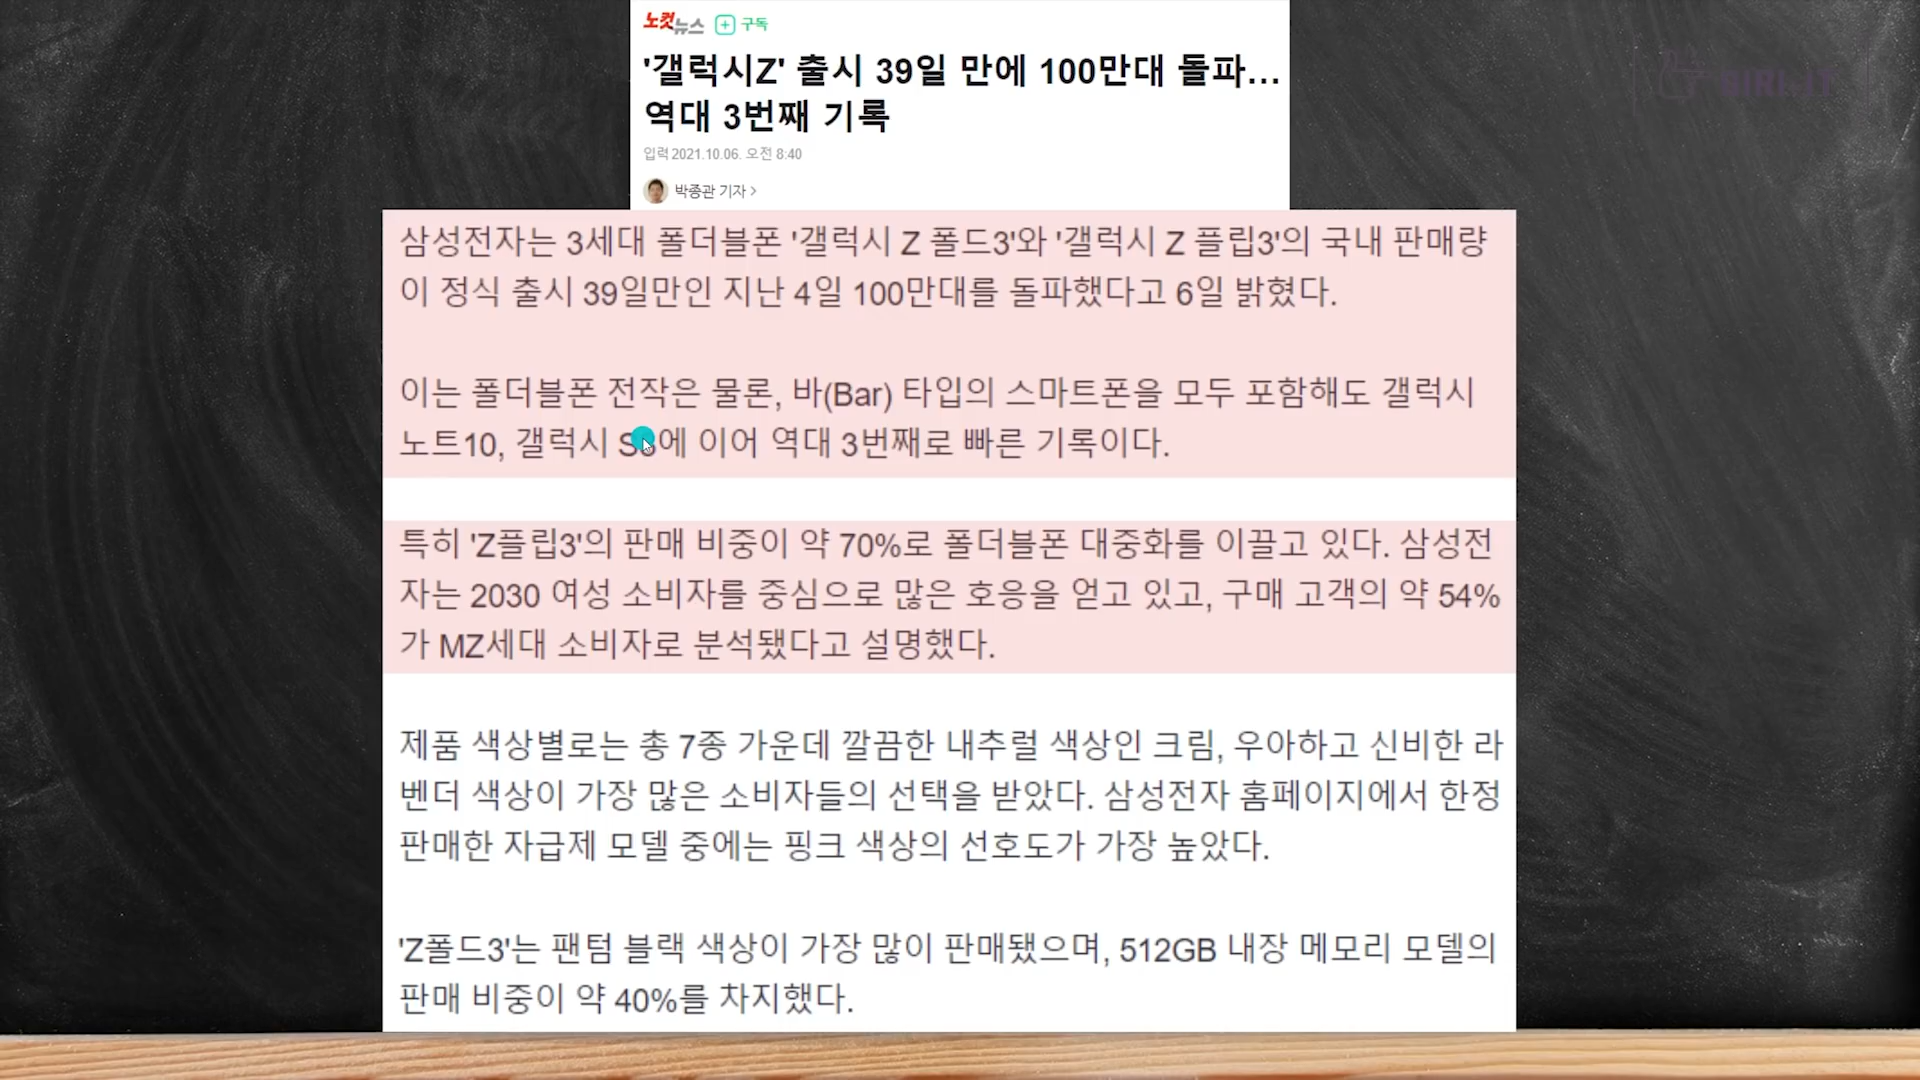 노컷뉴스 구독
'갤럭시Z' 출시 39일 만에 100만대 돌파…
역대 3번째 기록
입력 2021.10.06. 오전 8:40
박종관 기자
삼성전자는 3세대 폴더블폰 '갤럭시 Z 폴드3'와 '갤럭시 Z 플립3'의 국내 판매량
이 정식 출시 39일만인 지난 4일 100만대를 돌파했다고 6일 밝혔다.
이는 폴더블폰 전작은 물론, 바(Bar) 타입의 스마트폰을 모두 포함해도 갤럭시
노트10, 갤럭시 에 이어 역대 3번째로 빠른 기록이다.
특히 'Z플립3'의 판매 비중이 약 70%로 폴더블폰 대중화를 이끌고 있다. 삼성전
자는 2030 여성 소비자를 중심으로 많은 호응을 얻고 있고, 구매 고객의 약 54%
가 MZ세대 소비자로 분석됐다고 설명했다.
제품 색상별로는 총 7종 가운데 깔끔한 내추럴 색상인 크림, 우아하고 신비한 라
벤더 색상이 가장 많은 소비자들의 선택을 받았다. 삼성전자 홈페이지에서 한정
판매한 자급제 모델 중에는 핑크 색상의 선호도가 가장 높았다.
'Z폴드3'는 팬텀 블랙 색상이 가장 많이 판매됐으며, 512GB 내장 메모리 모델의
판매 비중이 약 40%를 차지했다.